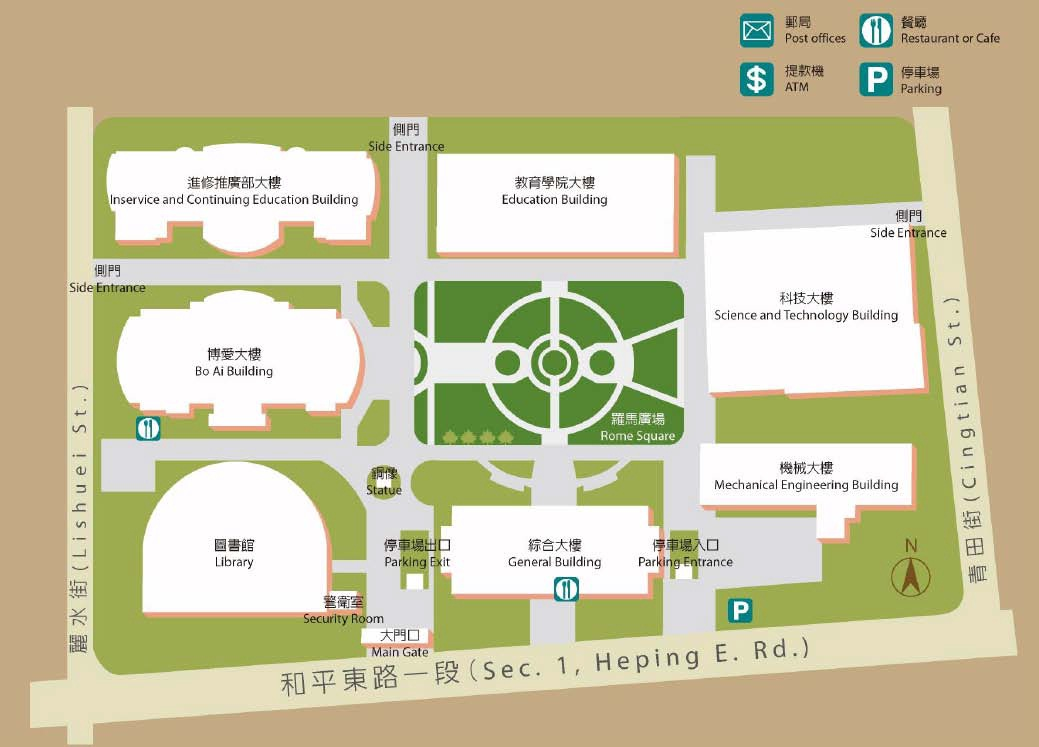 郵局
Post offices
餐廳
Restaurant or Cafe
$
提款機
ATM
P
停車場
Parking
側門
Side Entrance
進修推廣部大樓
Inservice and Continuing Education Building
教育學院大樓
Education Building
側門
Side Entrance
側門
Side Entrance
科技大樓
Science and Technology Building
博愛大樓
Bo Ai Building
羅馬廣場
Rome Square
銅像
Statue
機械大樓
Mechanical Engineering Building
圖書館
Library
停車場出口
Parking Exit
綜合大樓
General Building
停車場入口
Parking Entrance
N
警衛室
Security Room
P
大門口
Main Gate
麗水街(Lishuei St.)
青田街(Cingtian St.)
和平東路一段(Sec. 1, Heping E. Rd.)